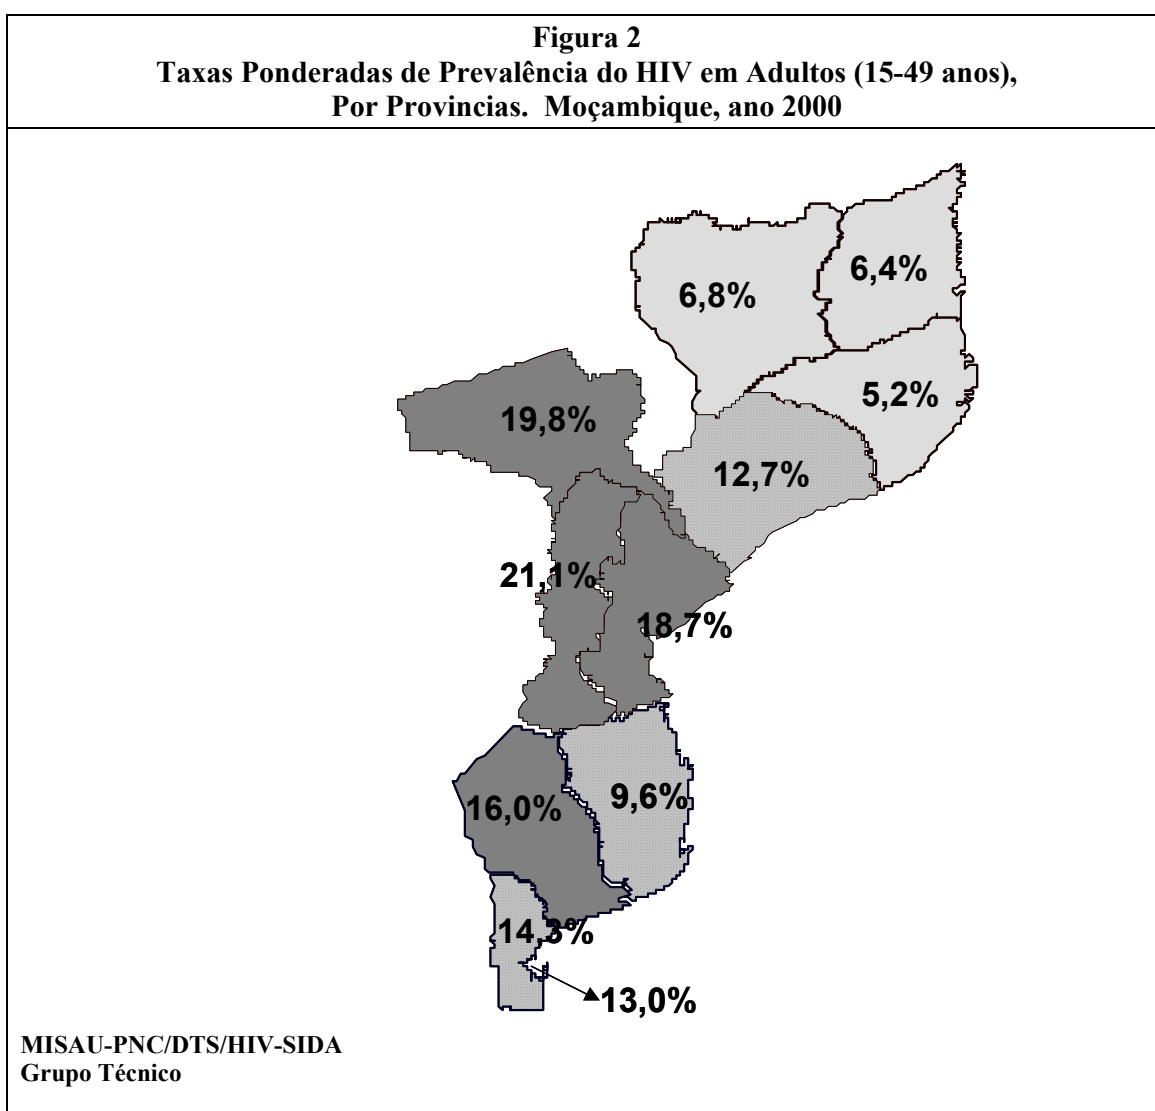 Figura 2
Taxas Ponderadas de Prevalência do HIV em Adultos (15-49 anos),
Por Provincias. Moçambique, ano 2000
6,4%
6,8%
5,2%
19,8%
12,7%
21,1%
18,7%
9,6%
16,0%
14,3%
13,0%
MISAU-PNC/DTS/HIV-SIDA
Grupo Técnico